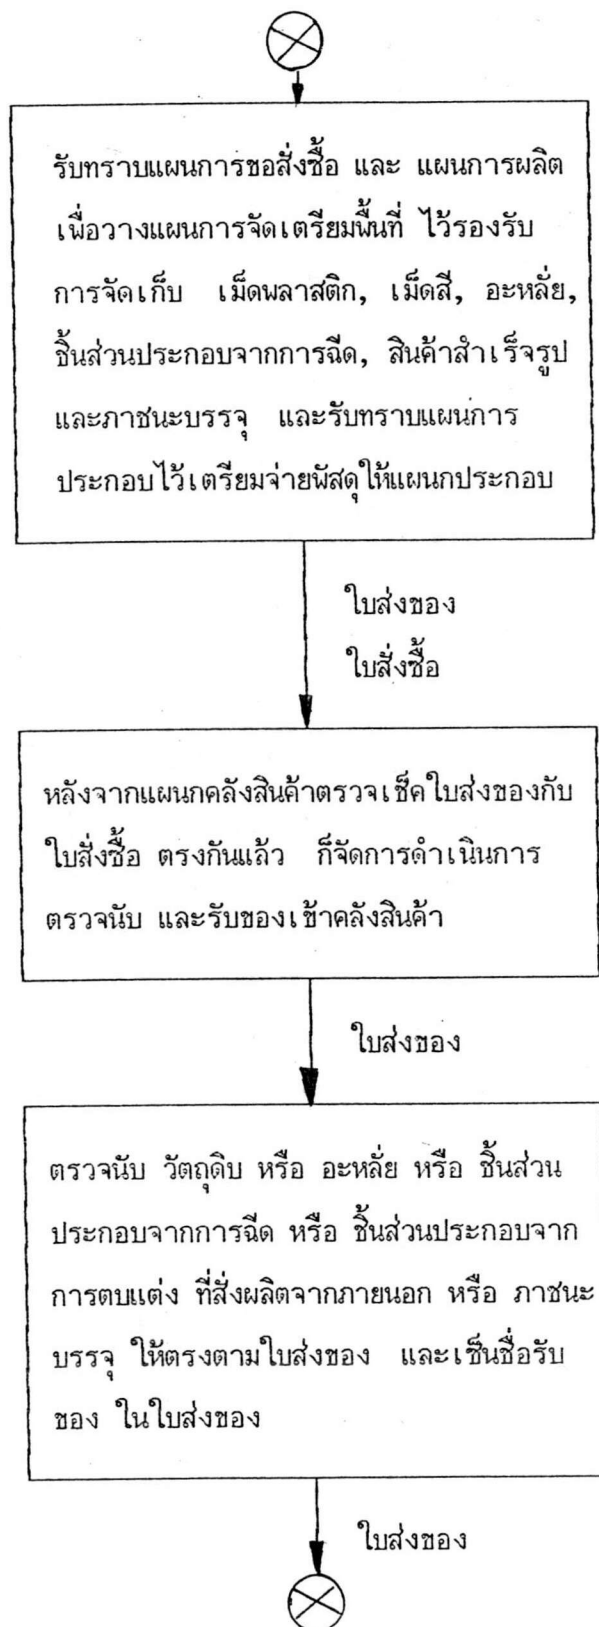 รับทราบแผนการขอสั่งซื้อ และ แผนการผลิต
เพื่อวางแผนการจัดเตรียมพื้นที่ ไว้รองรับ
การจัดเก็บ เม็ดพลาสติก, เม็ดสี, อะหลั่ย,
ชิ้นส่วนประกอบจากการฉีด, สินค้าสำเร็จรูป
และภาชนะบรรจุ และรับทราบแผนการ
ประกอบไว้เตรียมจ่ายพัสดุให้แผนกประกอบ
ใบส่งของ
ใบสั่งซื้อ
หลังจากแผนกคลังสินค้าตรวจเช็คใบส่งของกับ
ใบสั่งซื้อ ตรงกันแล้ว ก็จัดการดำเนินการ
ตรวจนับ และรับของเข้าคลังสินค้า
ใบส่งของ
ตรวจนับ วัตถุดิบ หรือ อะหลั่ย หรือ ชิ้นส่วน
ประกอบจากการฉีด หรือ ชิ้นส่วนประกอบจาก
การตบแต่ง ที่สั่งผลิตจากภายนอก หรือ ภาชนะ
บรรจุ ให้ตรงตามใบส่งของ และเซ็นชื่อรับ
ของ ในใบส่งของ
ใบส่งของ